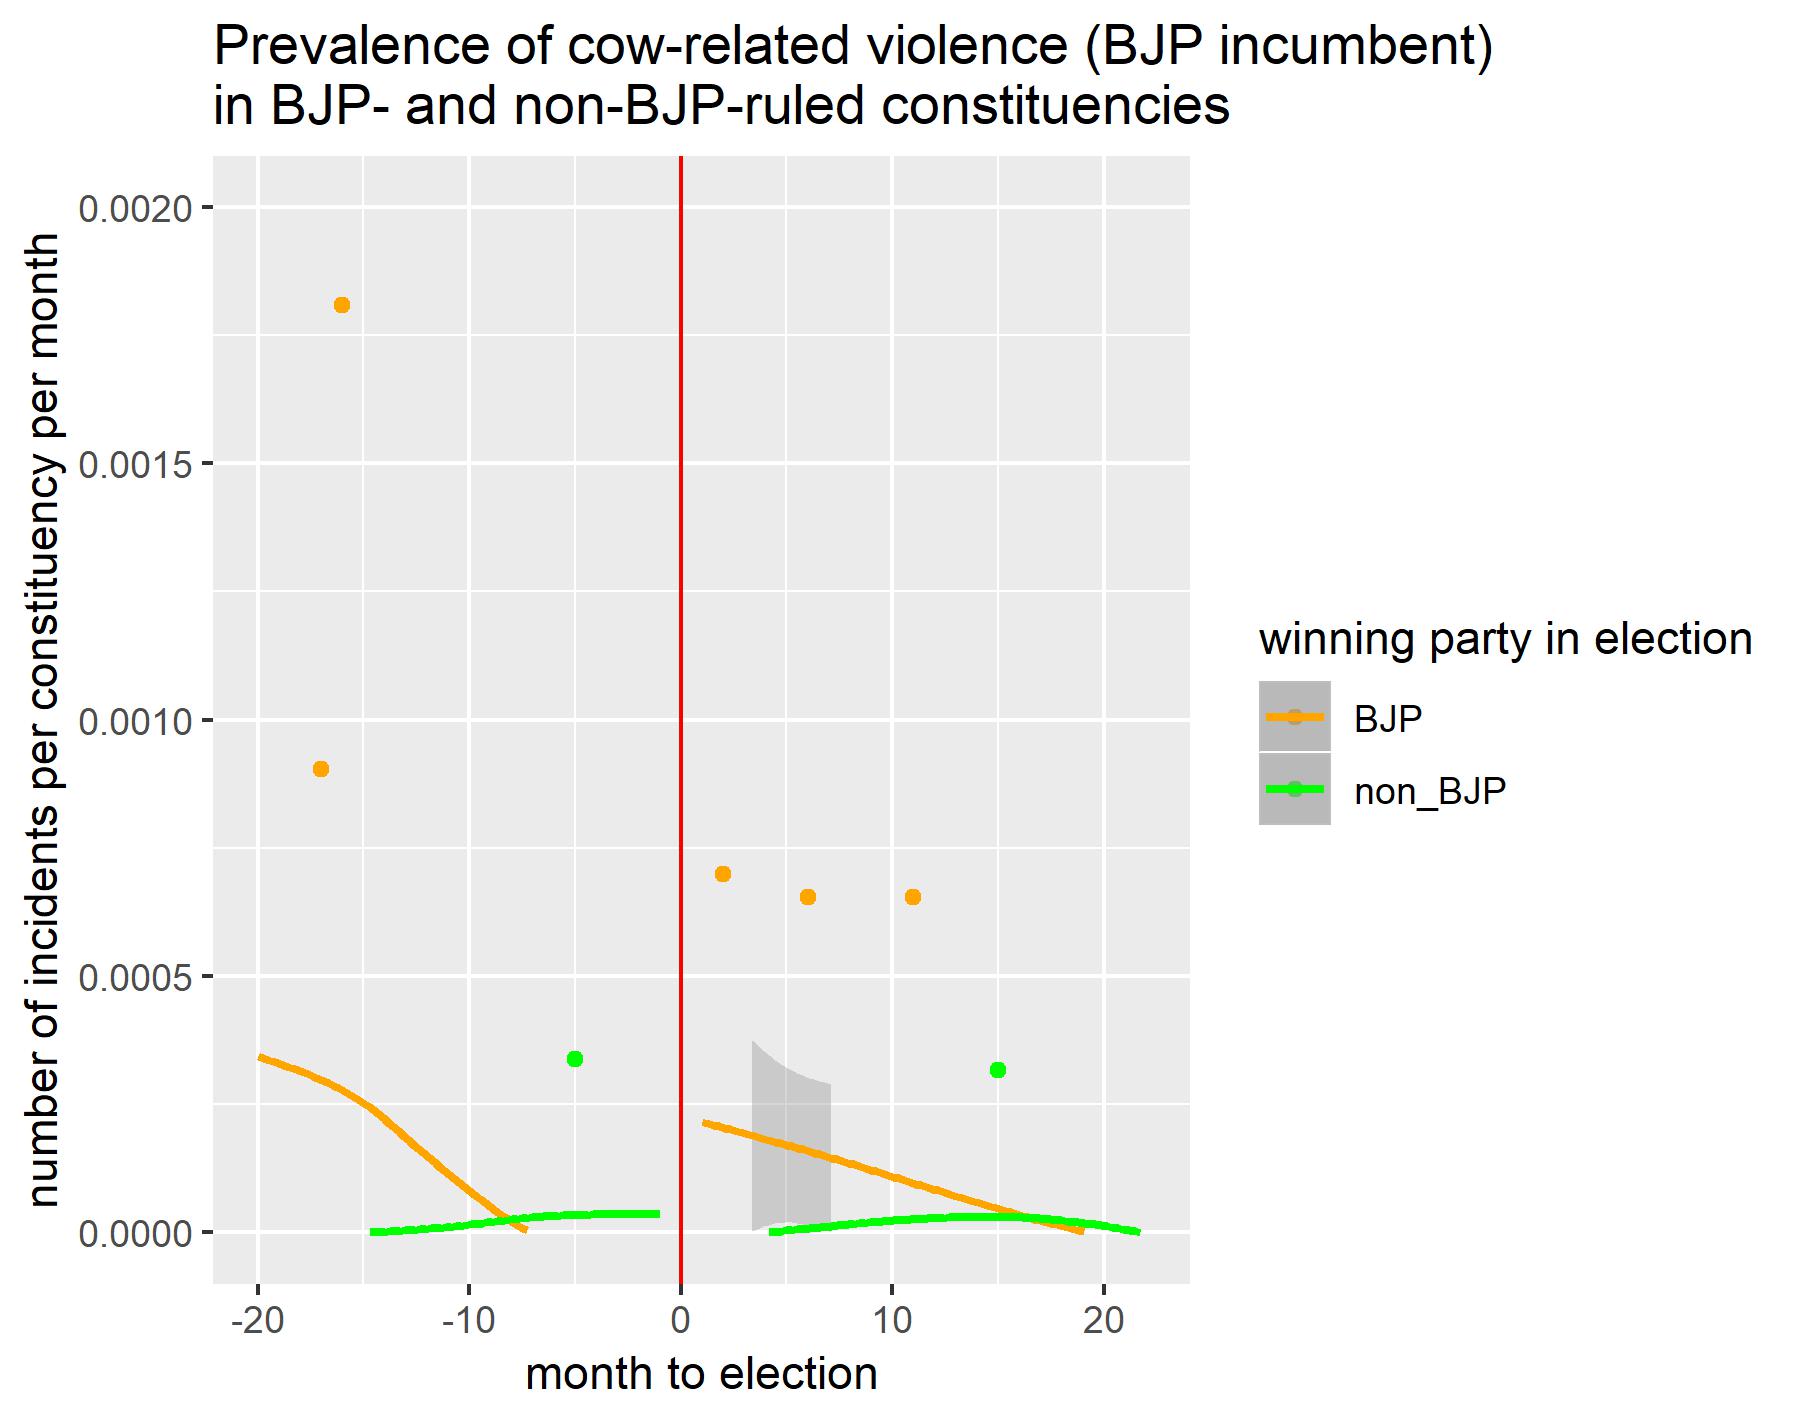 Prevalence of cow-related violence (BJP incumbent)
in BJP- and non-BJP-ruled constituencies
number of incidents per constituency per month
0.0020
0.0015
0.0010
0.0005
0.0000
-20
-10
0
10
20
month to election
winning party in election
BJP
non_BJP